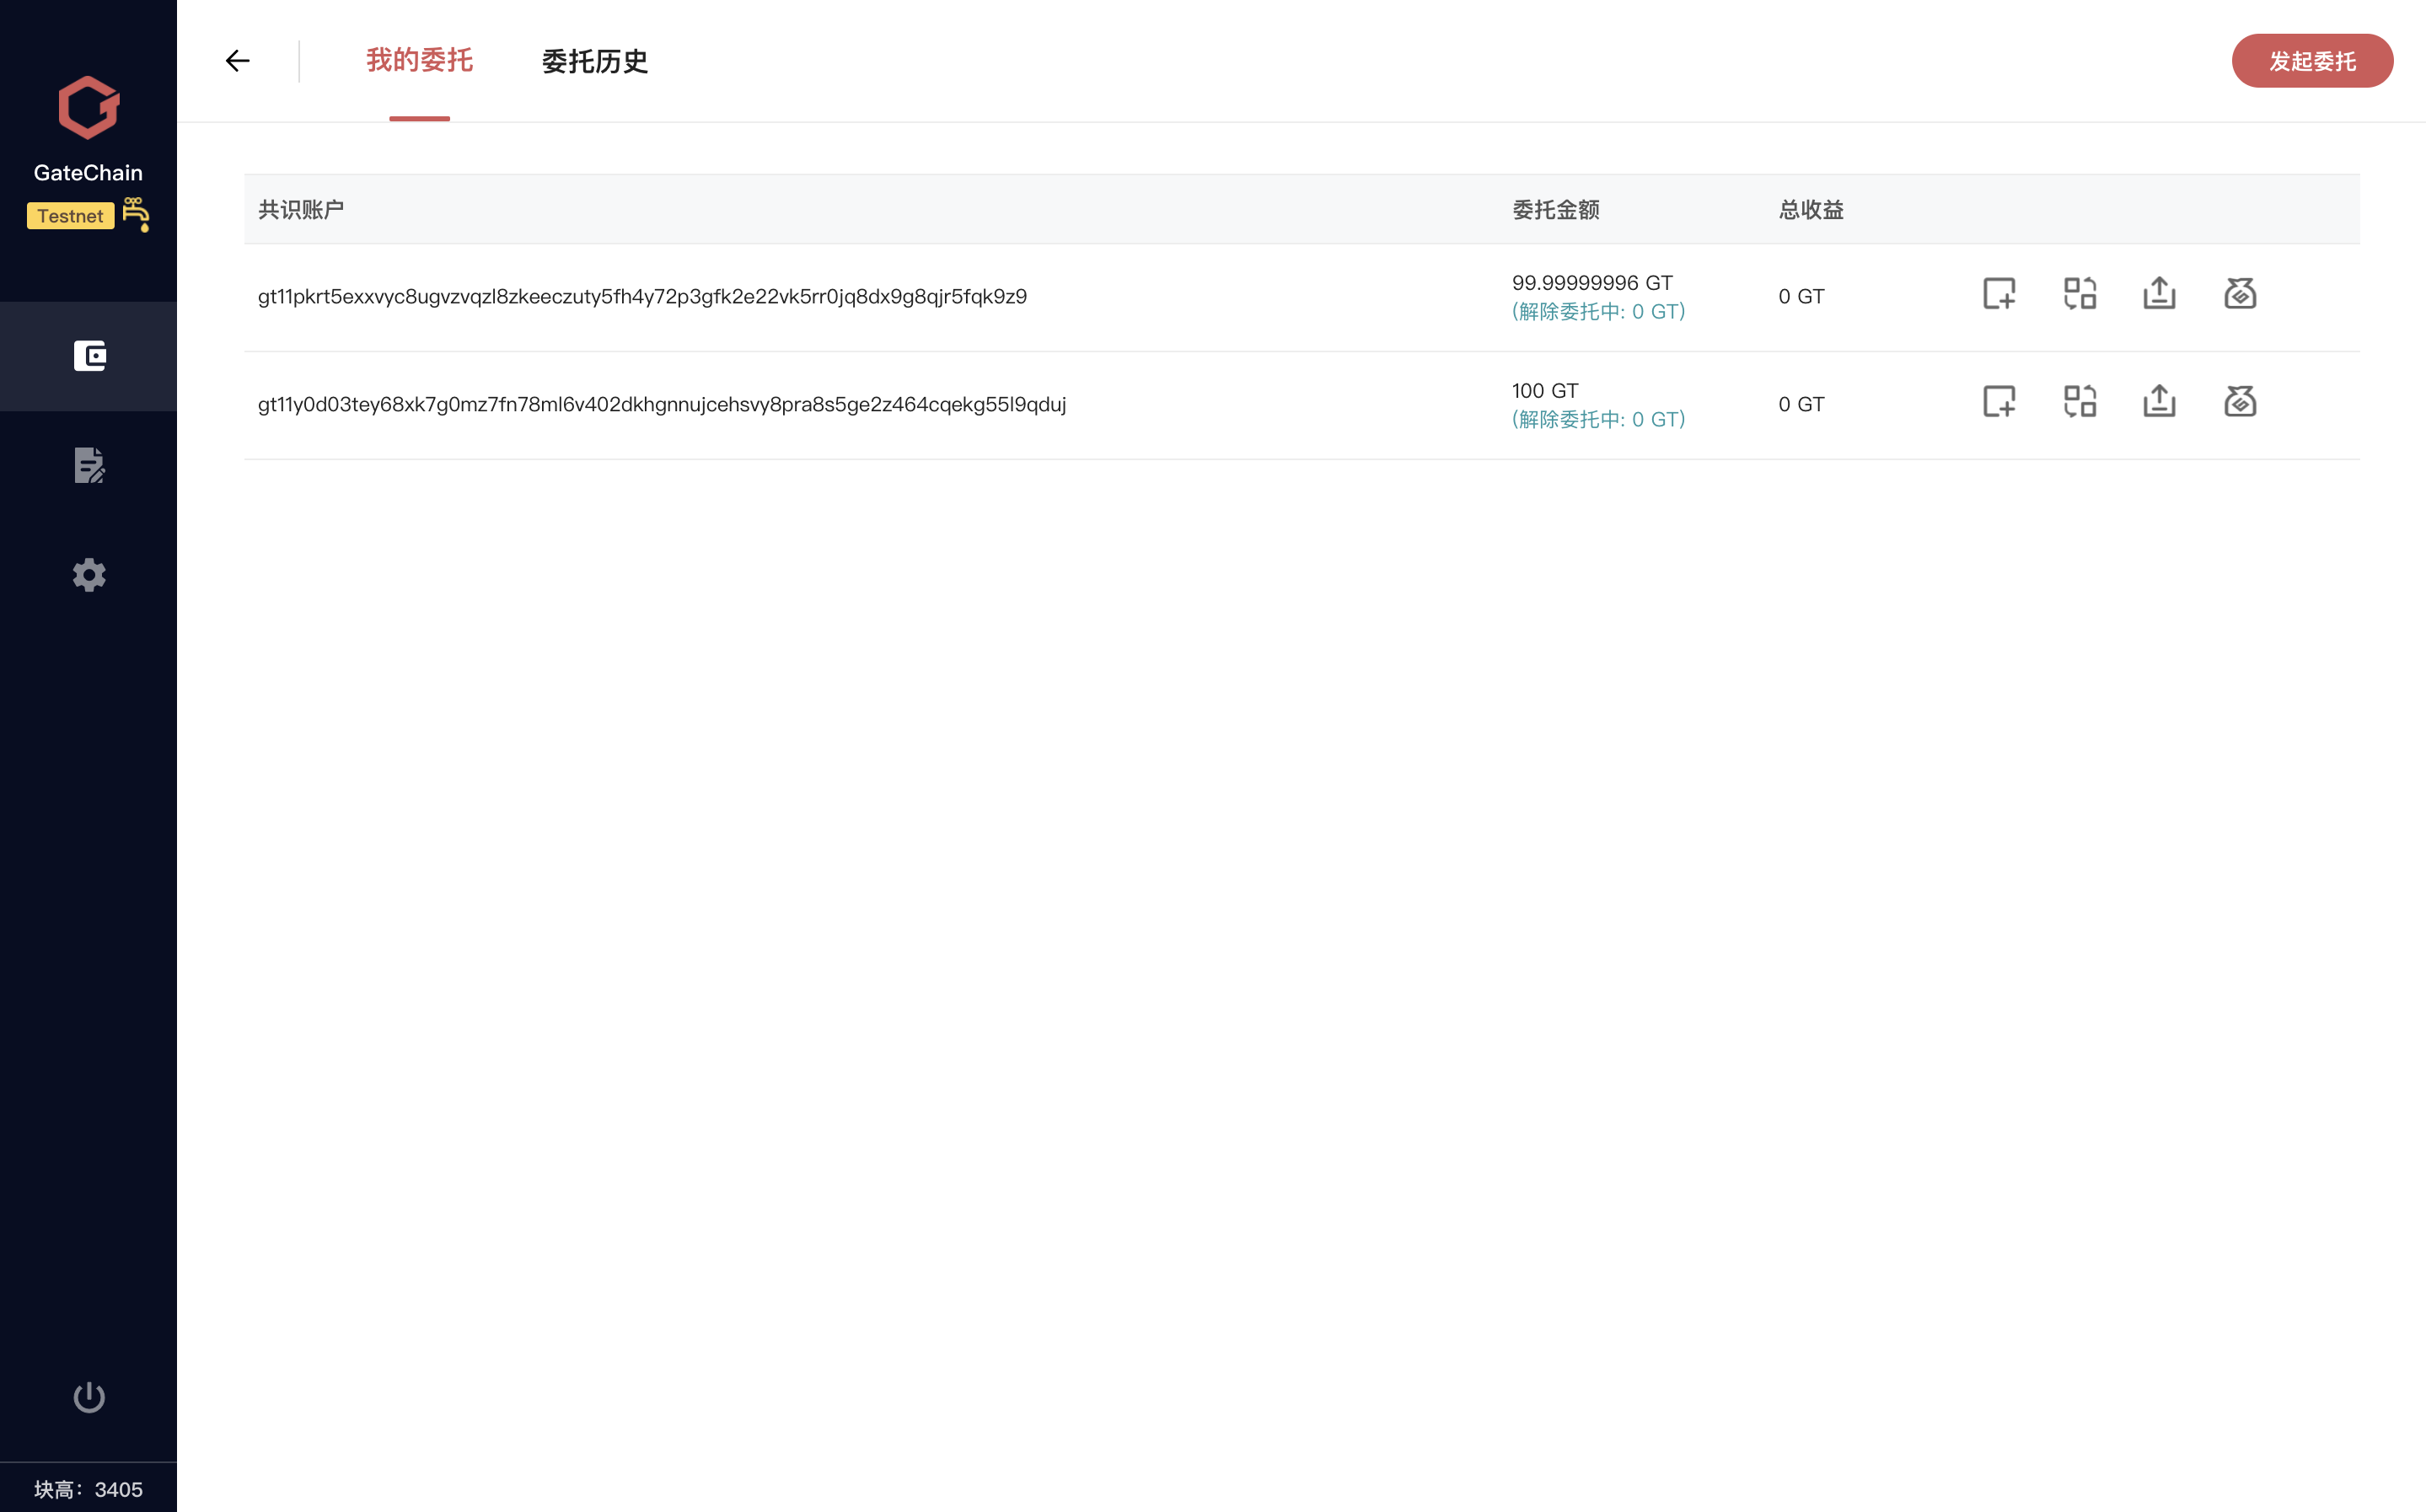 我的委托 委托历史 发起委托
GateChain
Testnet
共识账户 委托金额 总收益
gt11pkrt5exxvyc8ugvzvqzl8zkeeczuty5fh4y72p3gfk2e22vk5rr0jq8dx9g8qjr5fqk9z9 99.99999996 GT 0 GT
(解除委托中: 0 GT)
gt11y0d03tey68xk7g0mz7fn78ml6v402dkhgnnujcehsvy8pra8s5ge2z464cqekg55l9qduj 100 GT 0 GT
(解除委托中: 0 GT)
块高: 3405